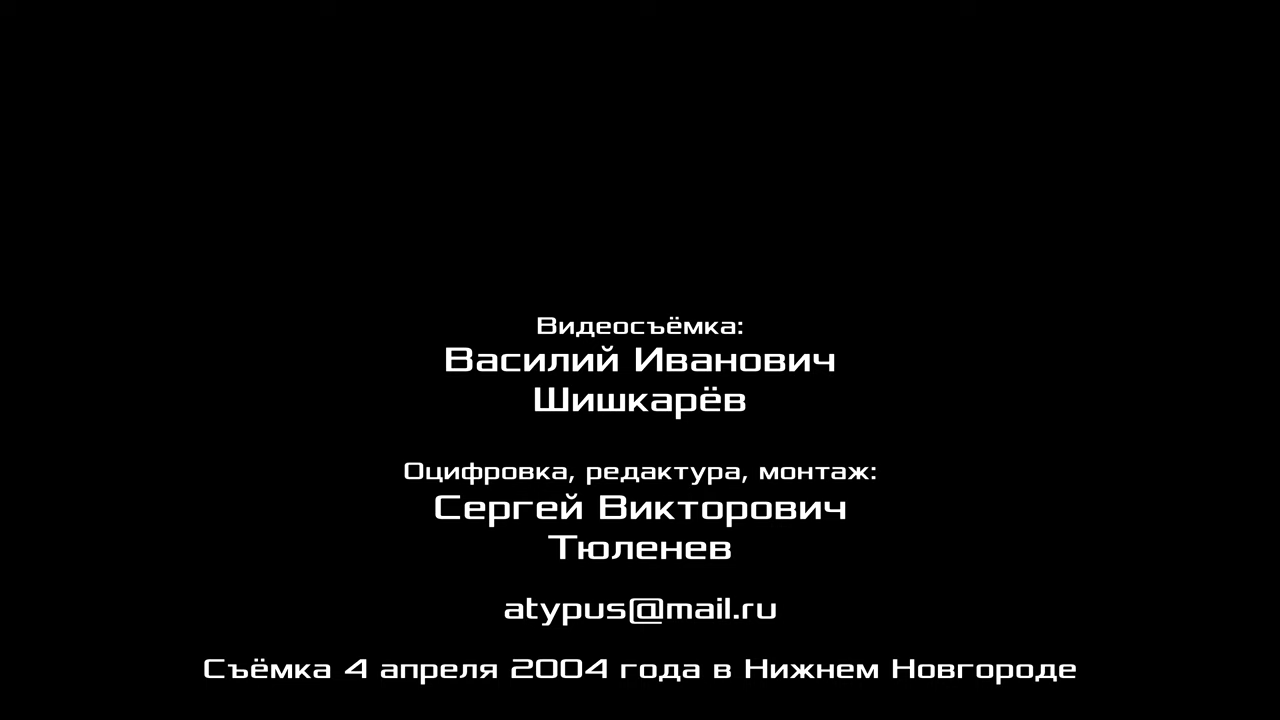 Видеосъёмка:
Василий Иванович
Шишкарёв
Оцифровка, редактура, монтаж:
Сергей Викторович
Тюленев
atypus@mail.ru
Съёмка 4 апреля 2004 года в Нижнем Новгороде